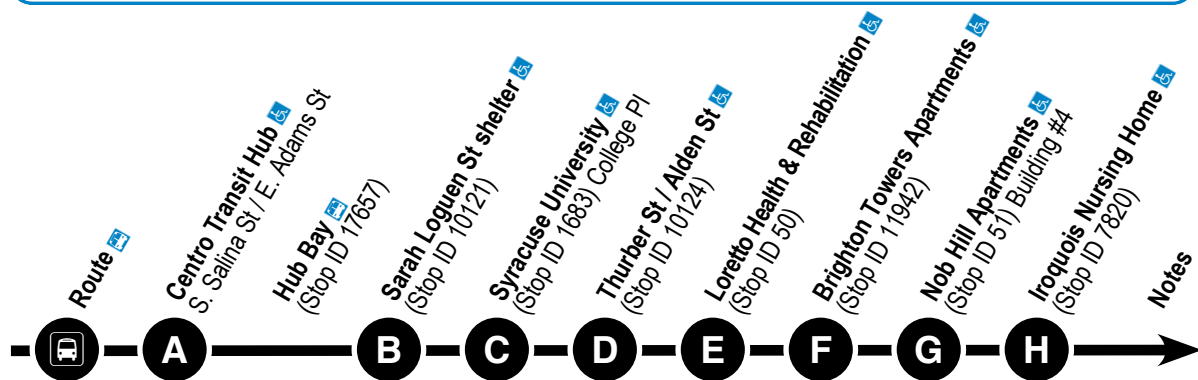 Route
Centro Transit Hub
S. Salina St / E. Adams St
Hub Bay
(Stop ID 17657)
Sarah Loguen St shelter
(Stop ID 10121)
Syracuse University
(Stop ID 1683) College Pl
Thurber St / Alden St
(Stop ID 10124)
Loretto Health & Rehabilitation
(Stop ID 50)
Brighton Towers Apartments
(Stop ID 11942)
Nob Hill Apartments
(Stop ID 51) Building #4
Iroquois Nursing Home
(Stop ID 7820)
Notes
A
B
C
D
E
F
G
H